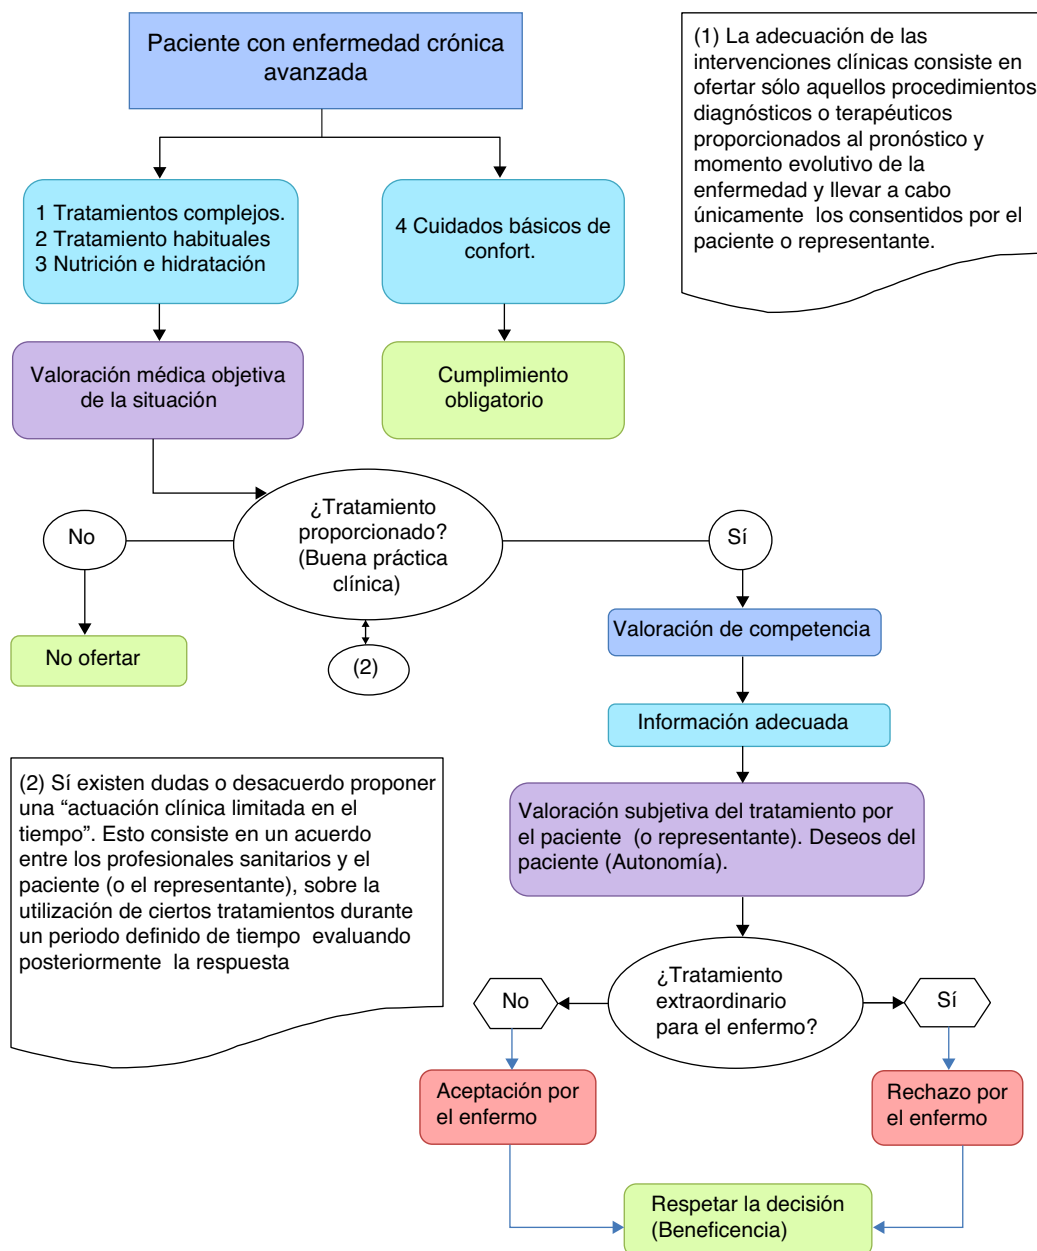 Paciente con enfermedad crónica
avanzada
(1) La adecuación de las
intervenciones clínicas consiste en
ofertar sólo aquellos procedimientos
diagnósticos o terapéuticos
proporcionados al pronóstico y
momento evolutivo de la
enfermedad y llevar a cabo
únicamente los consentidos por el
paciente o representante.
1 Tratamientos complejos.
2 Tratamiento habituales
3 Nutrición e hidratación
4 Cuidados básicos de
confort.
Valoración médica objetiva
de la situación
Cumplimiento
obligatorio
¿Tratamiento
proporcionado?
(Buena práctica
clínica)
No
Sí
No ofertar
(2)
Valoración de competencia
Información adecuada
(2) Sí existen dudas o desacuerdo proponer
una “actuación clínica limitada en el
tiempo”. Esto consiste en un acuerdo
entre los profesionales sanitarios y el
paciente (o el representante), sobre la
utilización de ciertos tratamientos durante
un periodo definido de tiempo evaluando
posteriormente la respuesta
Valoración subjetiva del tratamiento por
el paciente (o representante). Deseos del
paciente (Autonomía).
¿Tratamiento
extraordinario
para el enfermo?
No
Sí
Aceptación por
el enfermo
Rechazo por
el enfermo
Respetar la decisión
(Beneficencia)